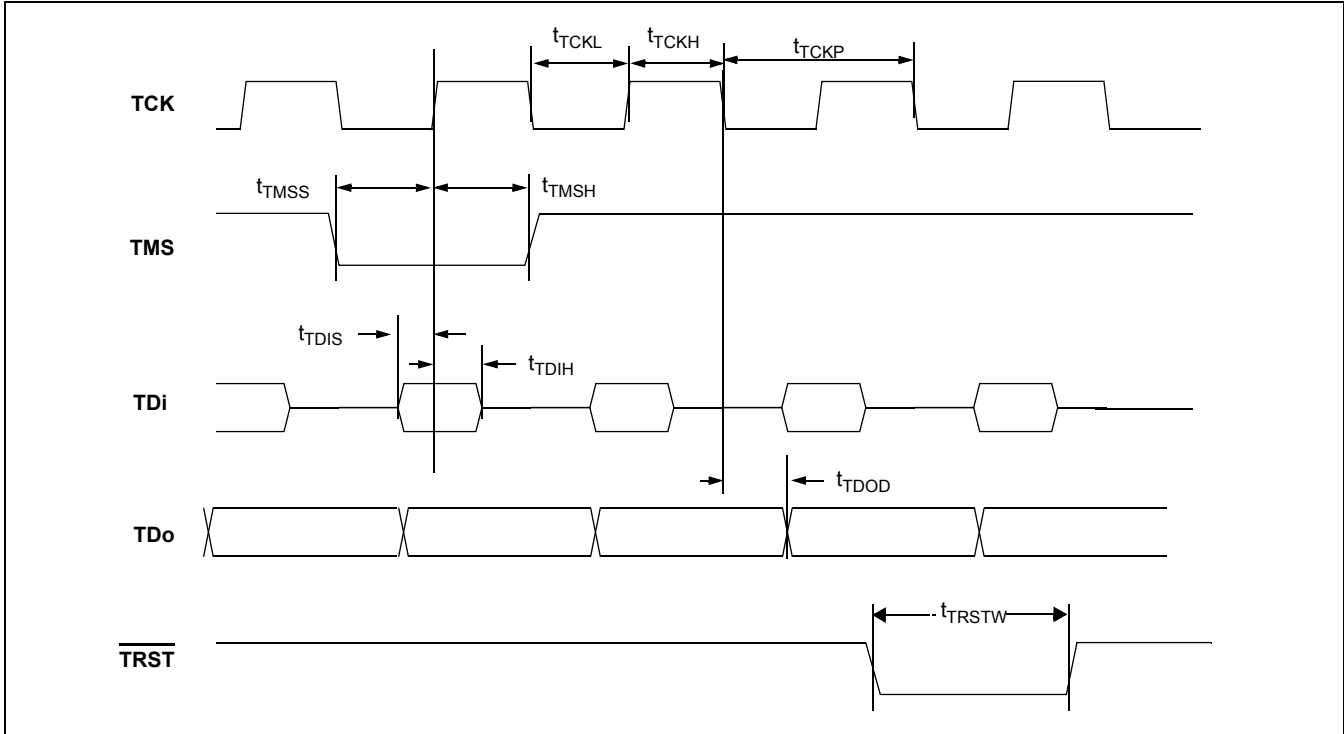 tTCKL tTCKH tTCKP
TCK
tTMSS tTMSH
TMS
tTDIS
tTDIH
TDi
tTDOD
TDo
tTRSTW
TRST